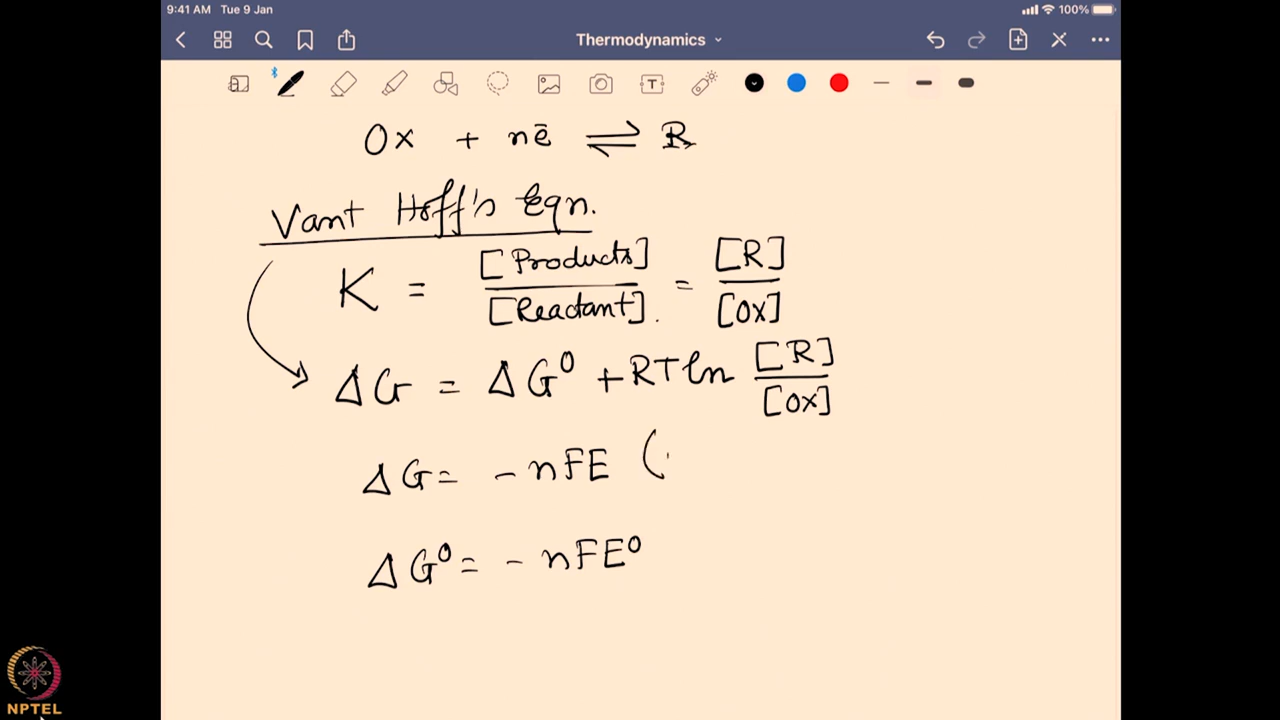 9:41 AM Tue 9 Jan
100%
Thermodynamics
T
Ox + nē ⇌ R
Vant Hoff's Eqn.
K = [Products] / [Reactant]. = [R] / [Ox]
ΔG = ΔG⁰ + RT ln [R] / [Ox]
ΔG = - nFE (
ΔG⁰ = - nFE⁰
NPTEL